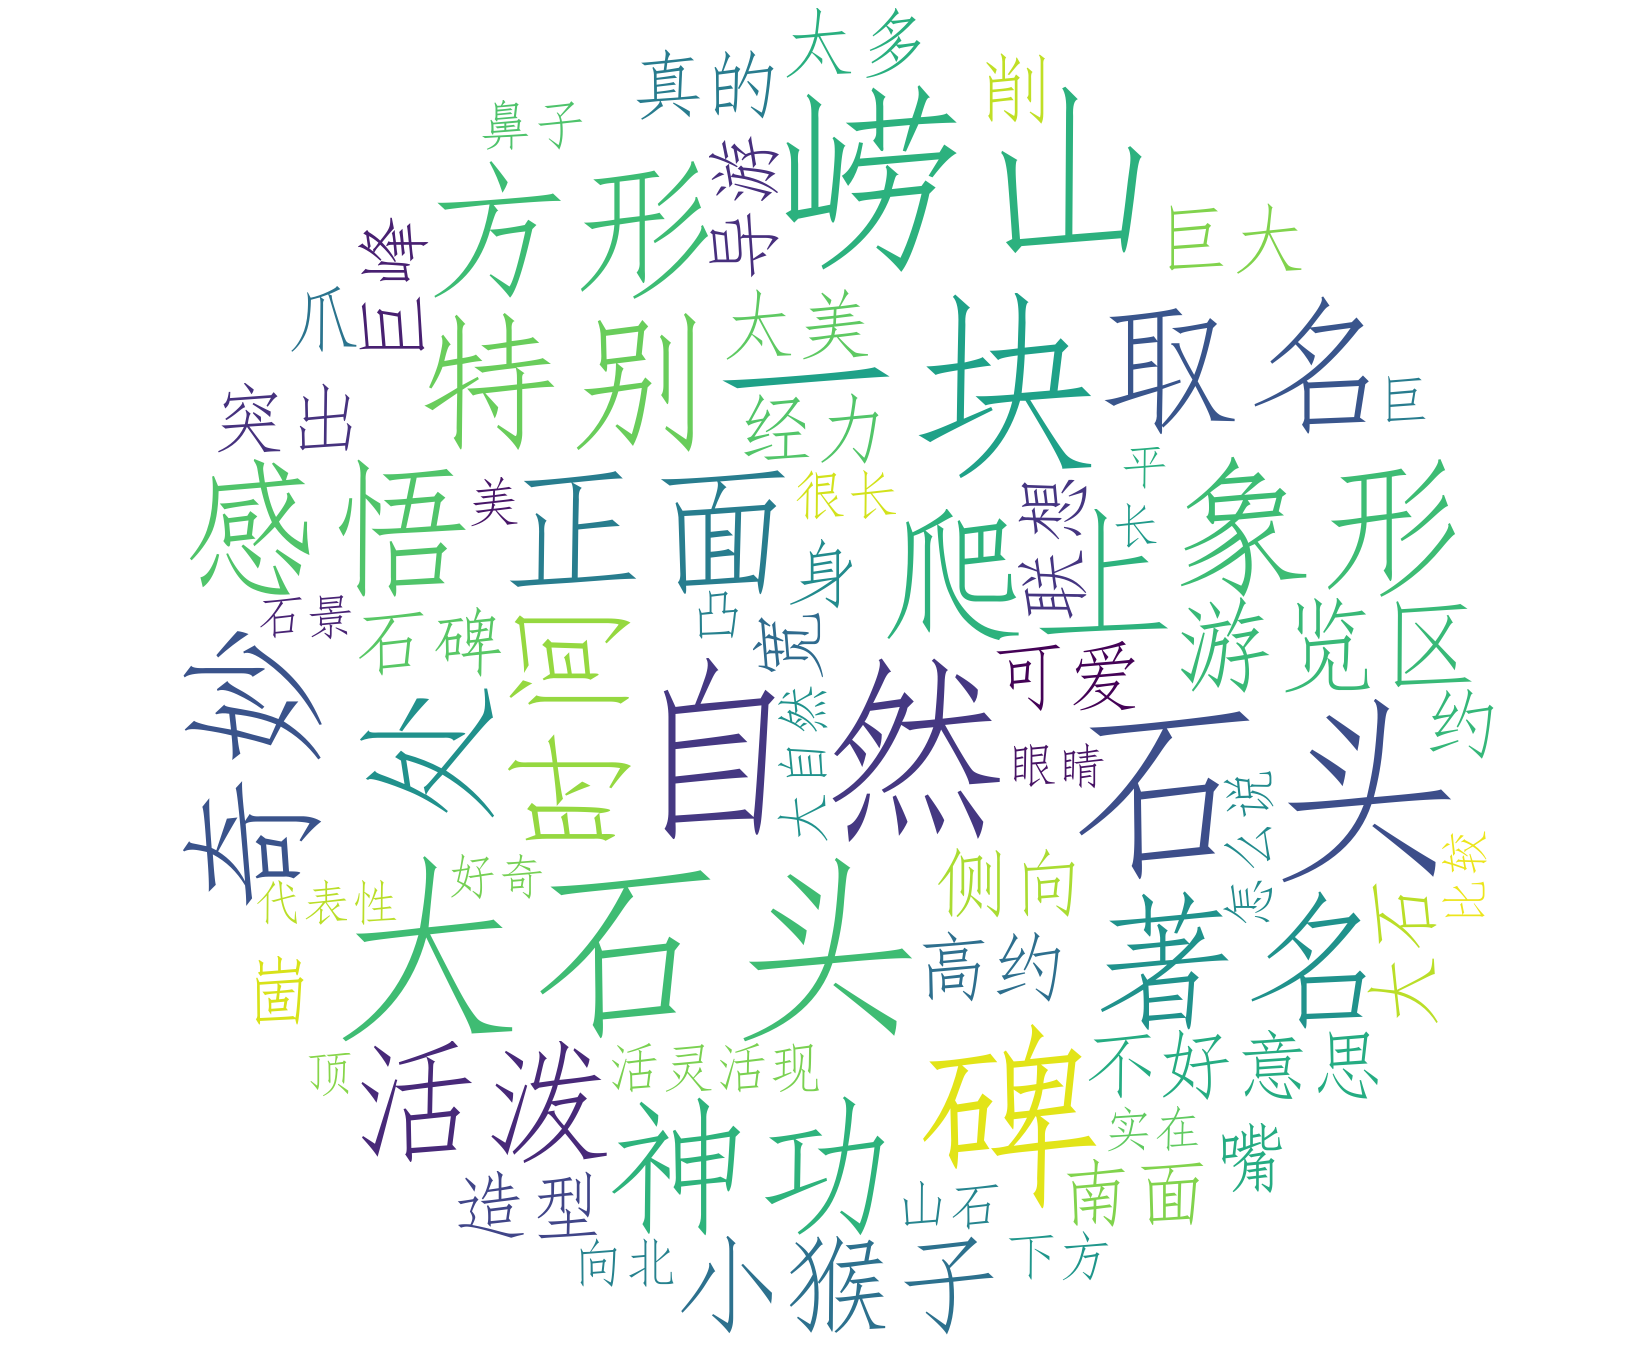 太多
真的
削
鼻子
崂山
导游
方形
巨峰
巨大
爪
太美
特别
一块
取名
突出
经力
巨
感悟
美
正面
很长
平
联想
长
象形
爬上
身
石景
石碑
时间
凸
宽
游览区
奇妙
处
自然
大自然
可爱
约
石头
眼睛
怎么说
比较
好奇
代表性
大石头
侧向
大石
著名
高约
崮
顶
活泼
活灵活现
碑
不好意思
神功
实在
嘴
造型
南面
山石
向北
小猴子
下方